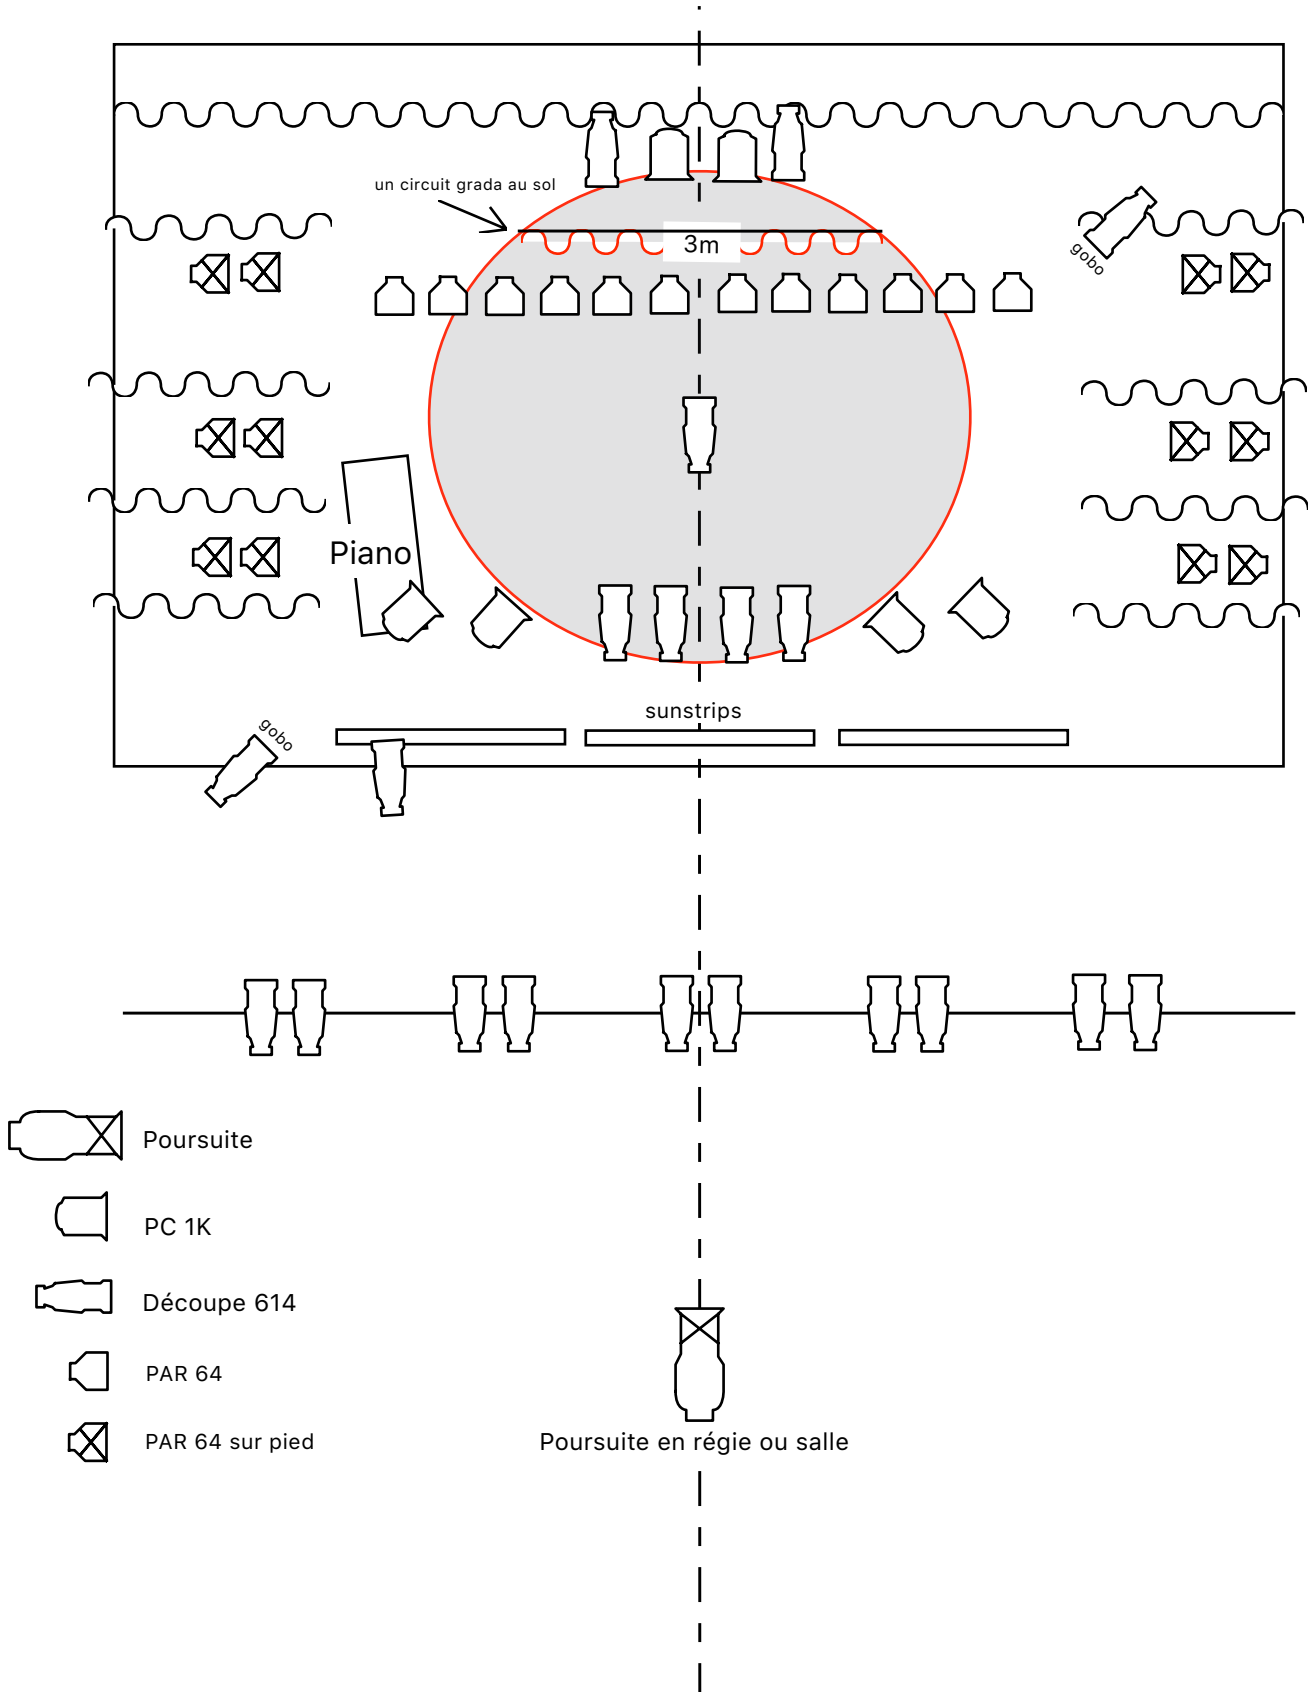 un circuit grada au sol
3m
gobo
Piano
sunstrips
gobo
Poursuite
PC 1K
Découpe 614
PAR 64
PAR 64 sur pied
Poursuite en régie ou salle